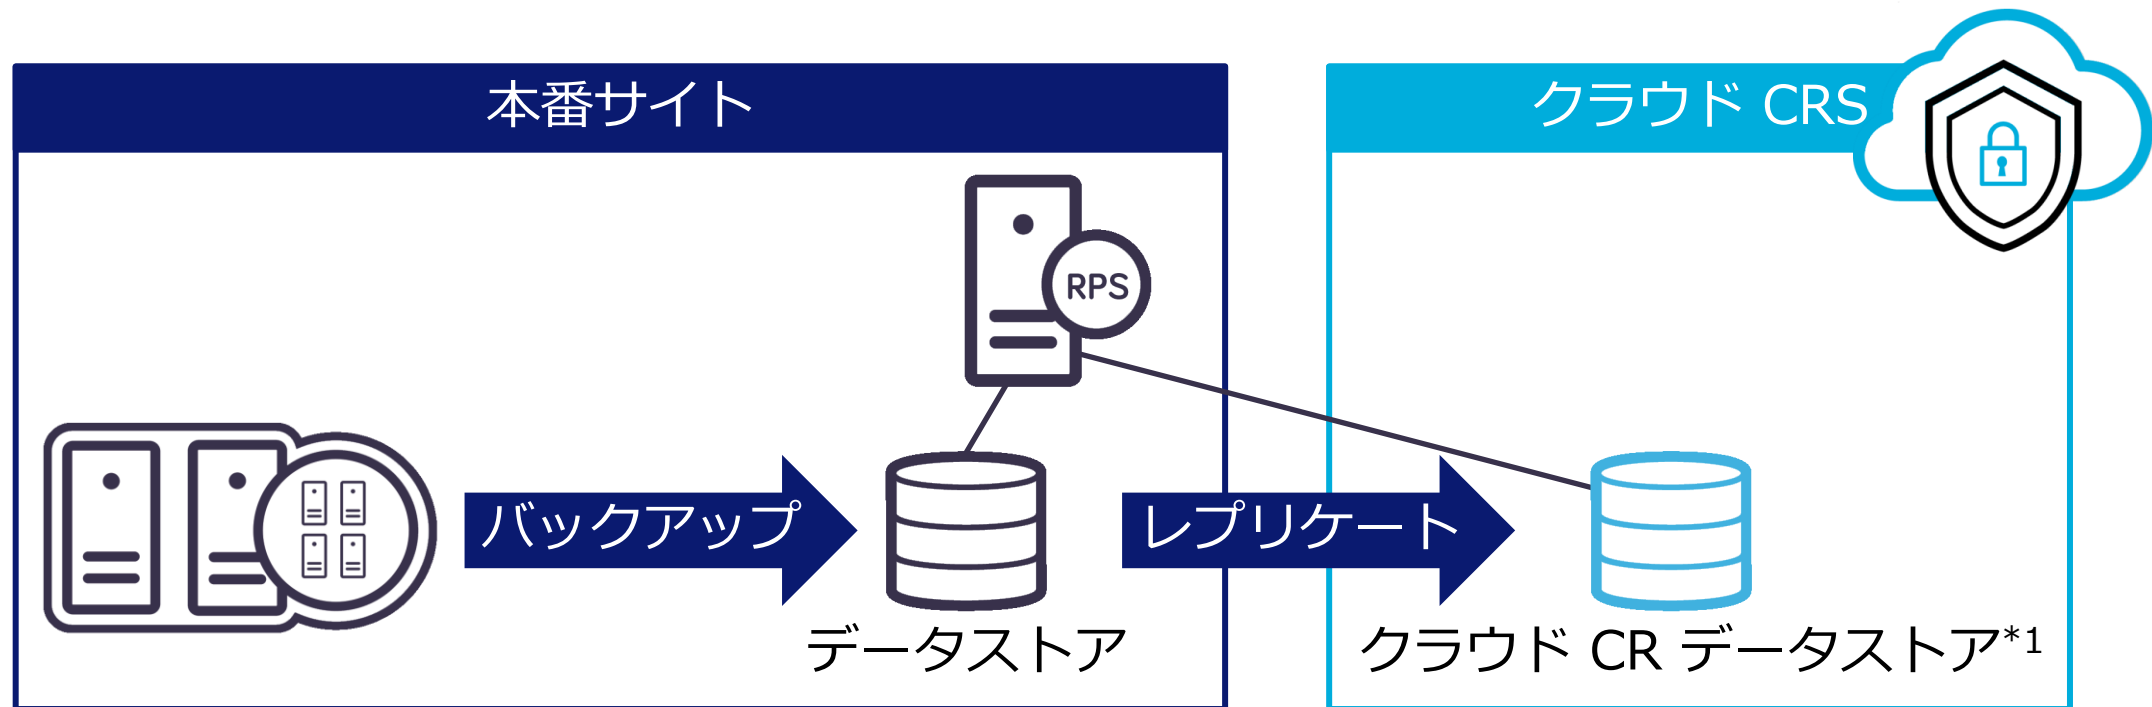 本番サイト
クラウド CRS
RPS
バックアップ
レプリケート
データストア
クラウド CR データストア*1